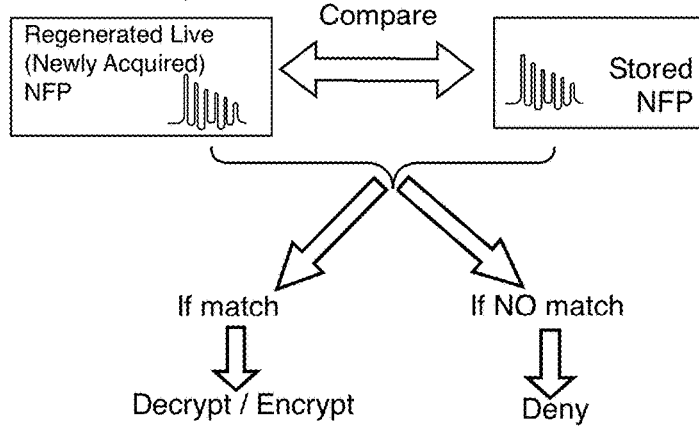 Compare
Regenerated Live
(Newly Acquired)
NFP
Stored
NFP
If match
If NO match
Decrypt / Encrypt
Deny